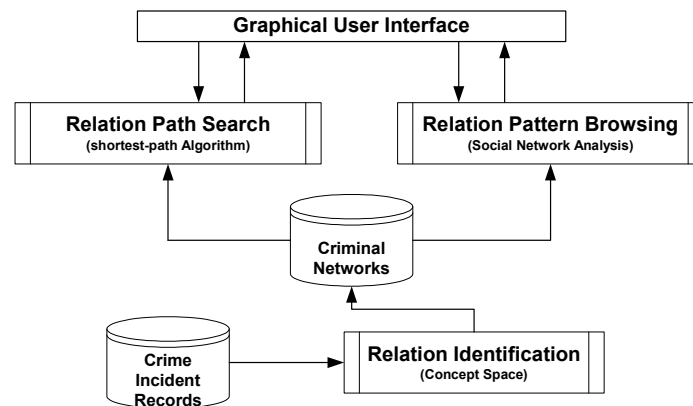 Graphical User Interface
Relation Path Search
(shortest-path Algorithm)
Relation Pattern Browsing
(Social Network Analysis)
Criminal
Networks
Crime
Incident
Records
Relation Identification
(Concept Space)